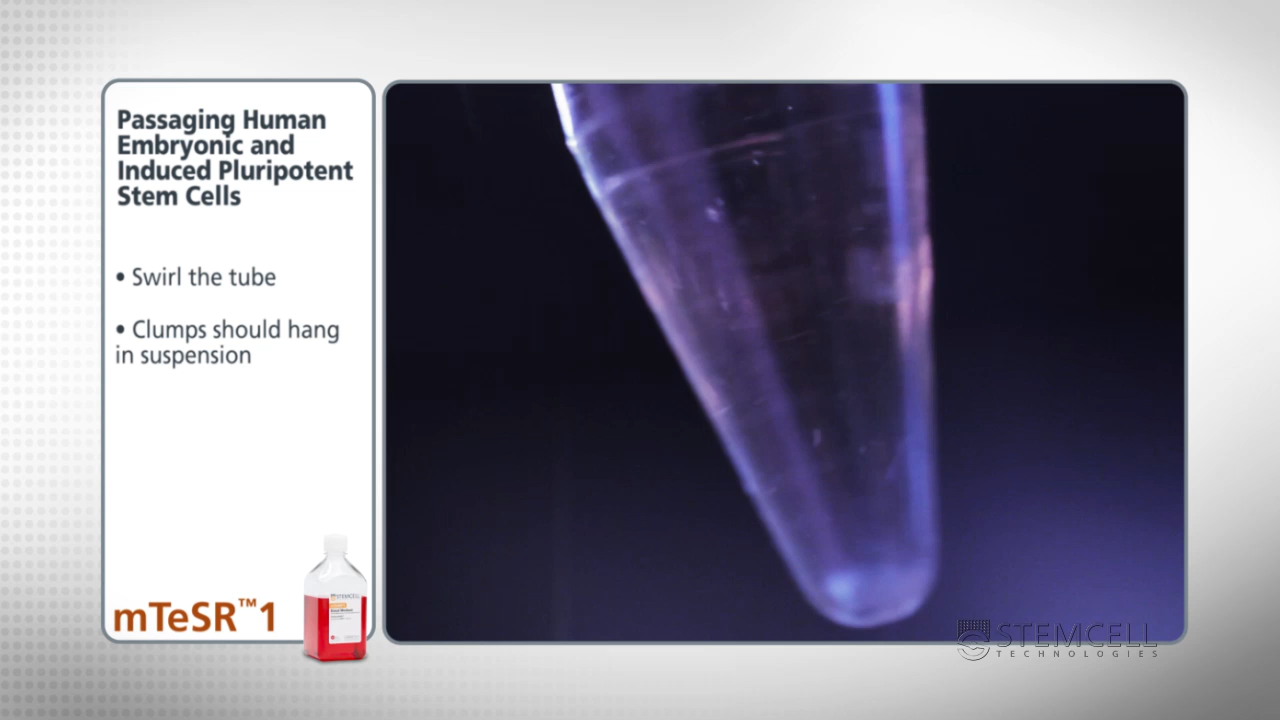 Passaging Human
Embryonic and
Induced Pluripotent
Stem Cells
• Swirl the tube
• Clumps should hang
in suspension
mTeSR™1
STEMCELL
TECHNOLOGIES